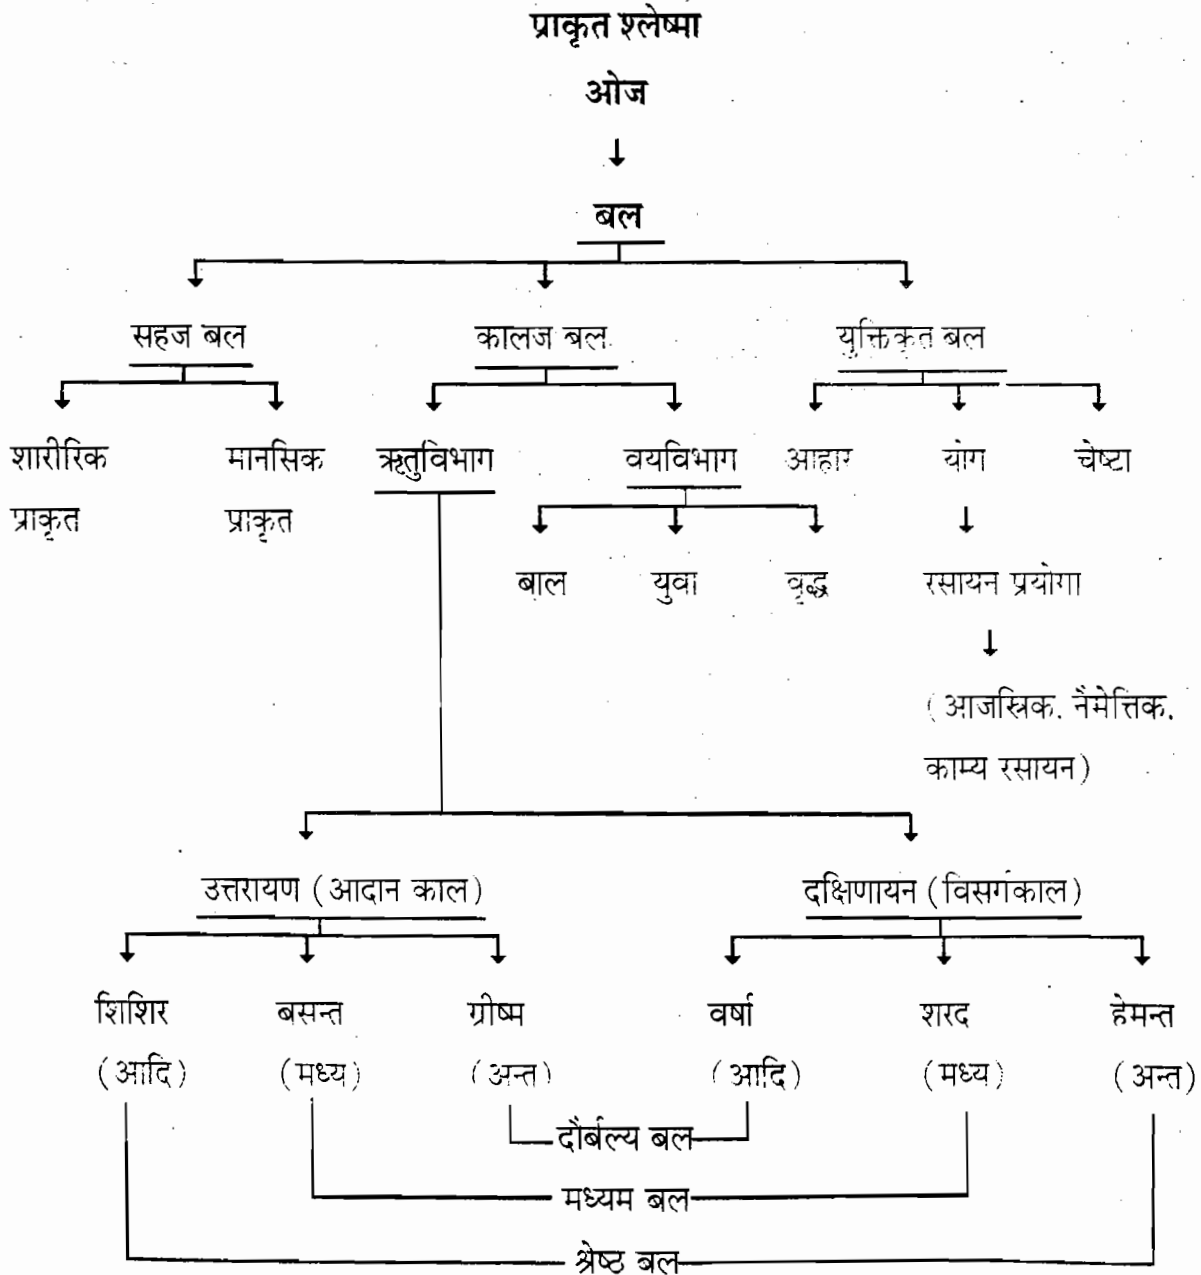 प्राकृत श्लेष्मा
ओज
बल
सहज बल कालज बल युक्तिकृत बल
शारीरिक मानसिक ऋतुविभाग वयविभाग आहार योग चेष्टा
प्राकृत प्राकृत
बाल युवा वृद्ध रसायन प्रयोगा
(आजस्त्रिक. नैमेत्तिक.
काम्य रसायन)
उत्तरायण (आदान काल) दक्षिणायन (विसर्गकाल)
शिशिर बसन्त ग्रीष्म वर्षा शरद हेमन्त
(आदि) (मध्य) (अन्त) (आदि) (मध्य) (अन्त)
दौर्बल्य बल
मध्यम बल
श्रेष्ठ बल